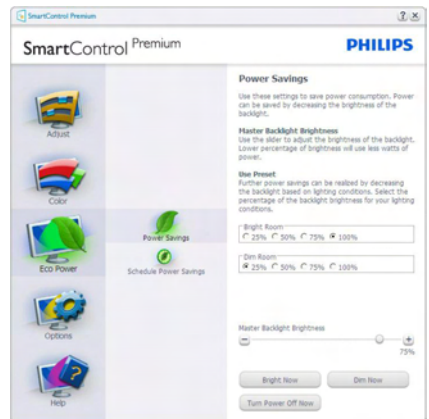 SmartControl Premium
SmartControl Premium
PHILIPS
Adjust
Color
Eco Power
Options
Help
Power Savings
Schedule Power Savings
Power Savings
Use these settings to save power consumption. Power
can be saved by decreasing the brightness of the
backlight.
Master Backlight Brightness
Use the slider to adjust the brightness of the backlight.
Lower percentage of brightness will use less watts of
power.
Use Preset
Further power savings can be realized by decreasing
the backlight based on lighting conditions. Select the
percentage of the backlight brightness for your lighting
conditions.
Bright Room
25% 50% 75% 100%
Dim Room
25% 50% 75% 100%
Master Backlight Brightness
75%
Bright Now
Dim Now
Turn Power Off Now